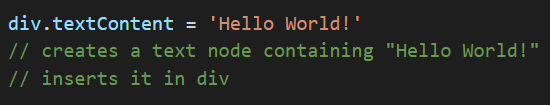 div.textContent = 'Hello World!'
// creates a text node containing "Hello World!"
// inserts it in div